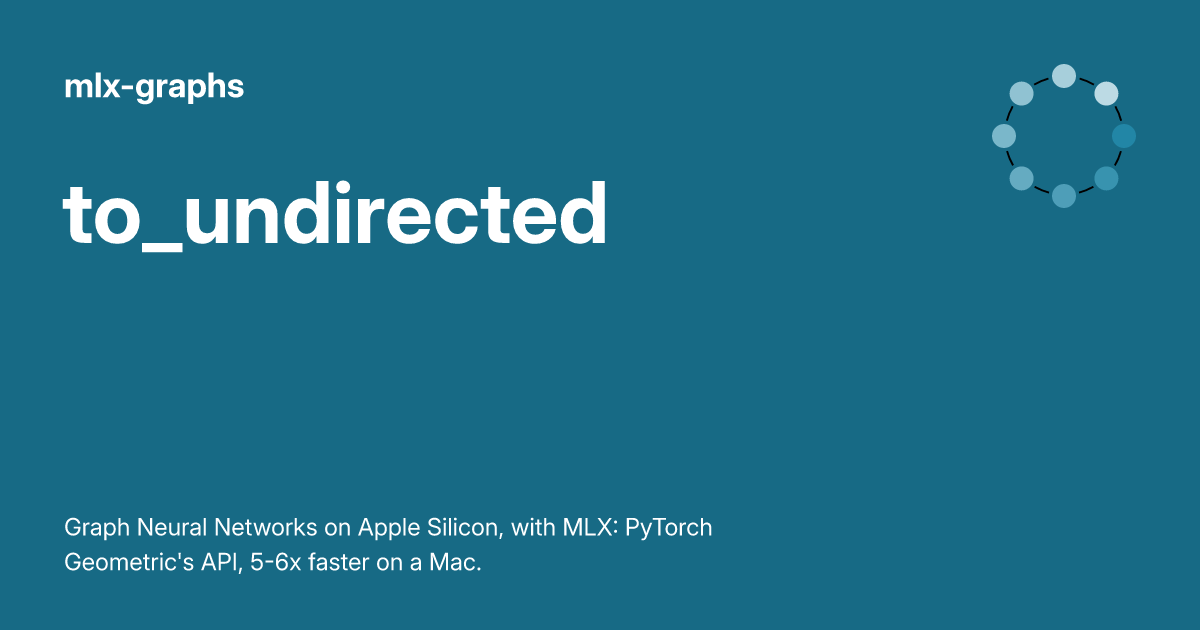 mlx-graphs
to_undirected
Graph Neural Networks on Apple Silicon, with MLX: PyTorch
Geometric's API, 5-6x faster on a Mac.